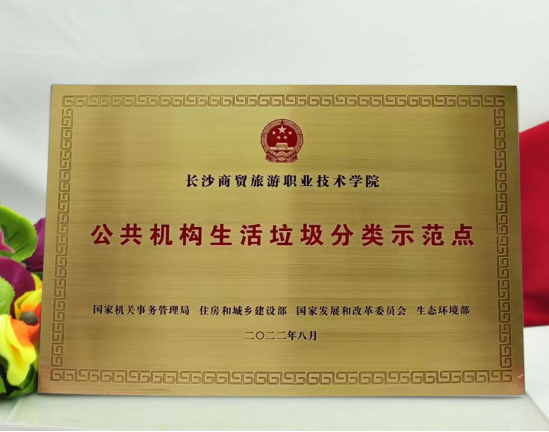 长沙商贸旅游职业技术学院
公共机构生活垃圾分类示范点
国家机关事务管理局 住房和城乡建设部 国家发展和改革委员会 生态环境部
二〇二二年八月